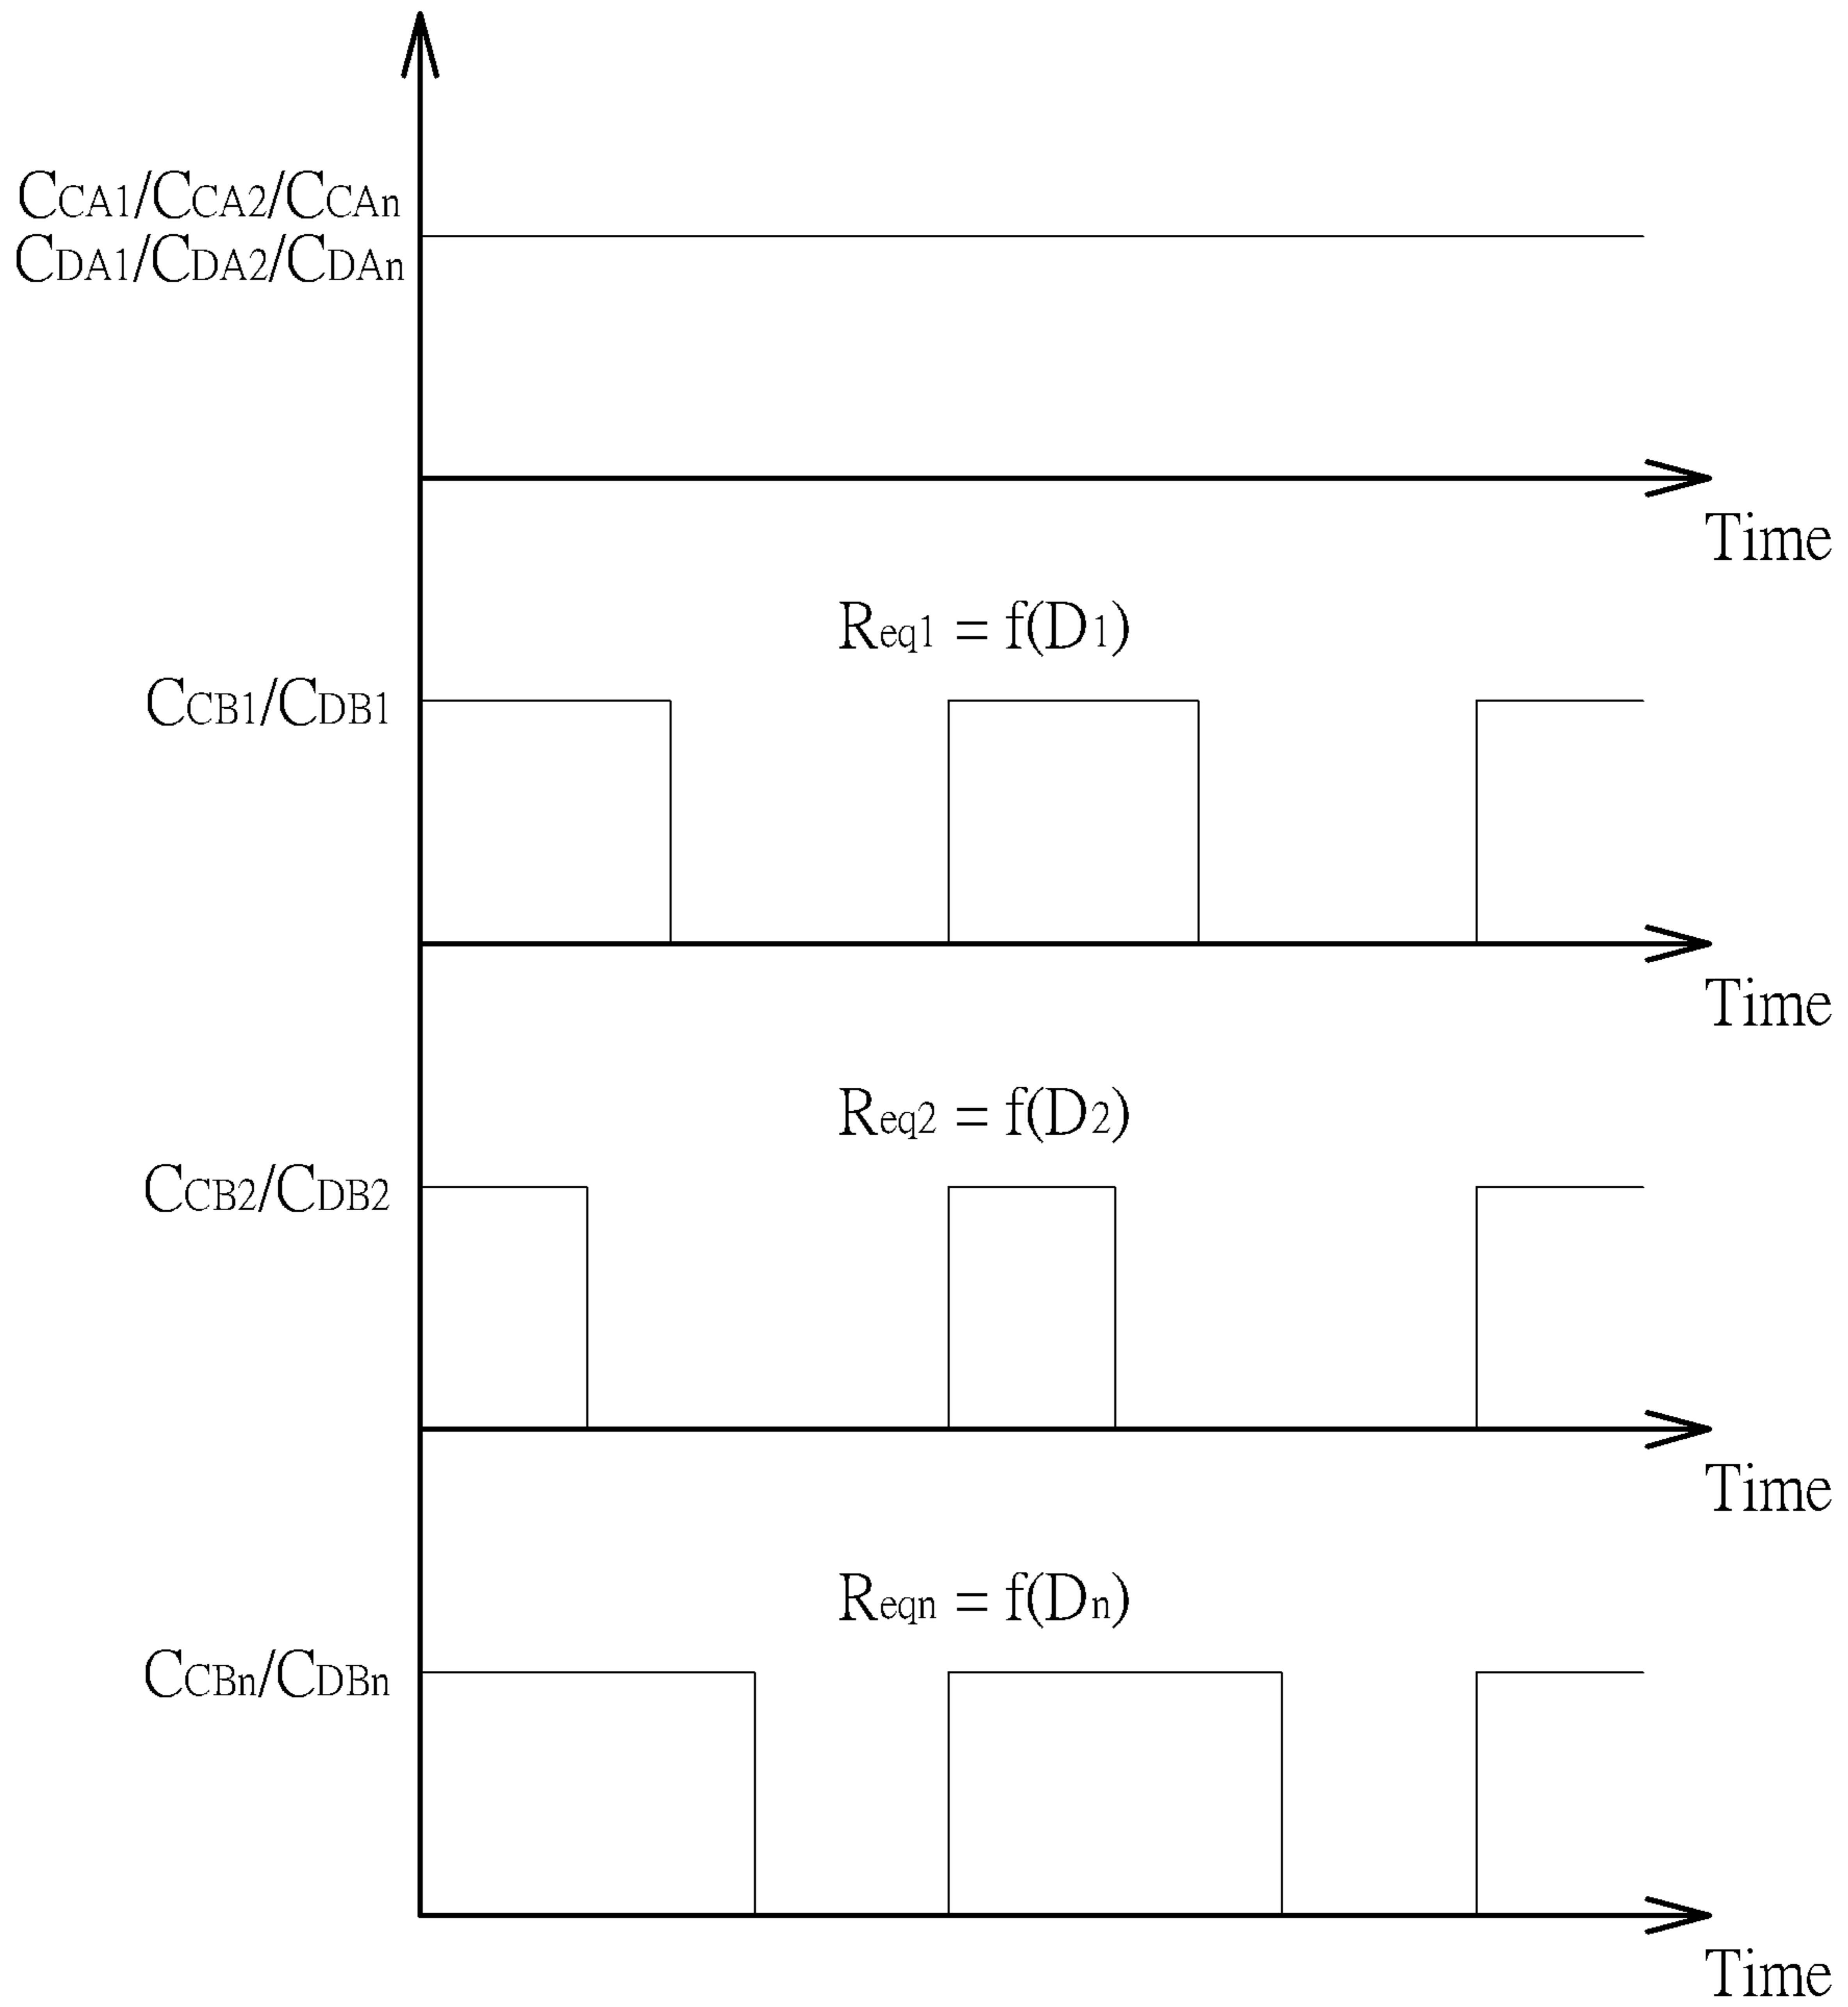 CCA1/CCA2/CCAn
CDA1/CDA2/CDAn
Time
Req1 = f(D1)
CCB1/CDB1
Time
Req2 = f(D2)
CCB2/CDB2
Time
Reqn = f(Dn)
CCBn/CDBn
Time